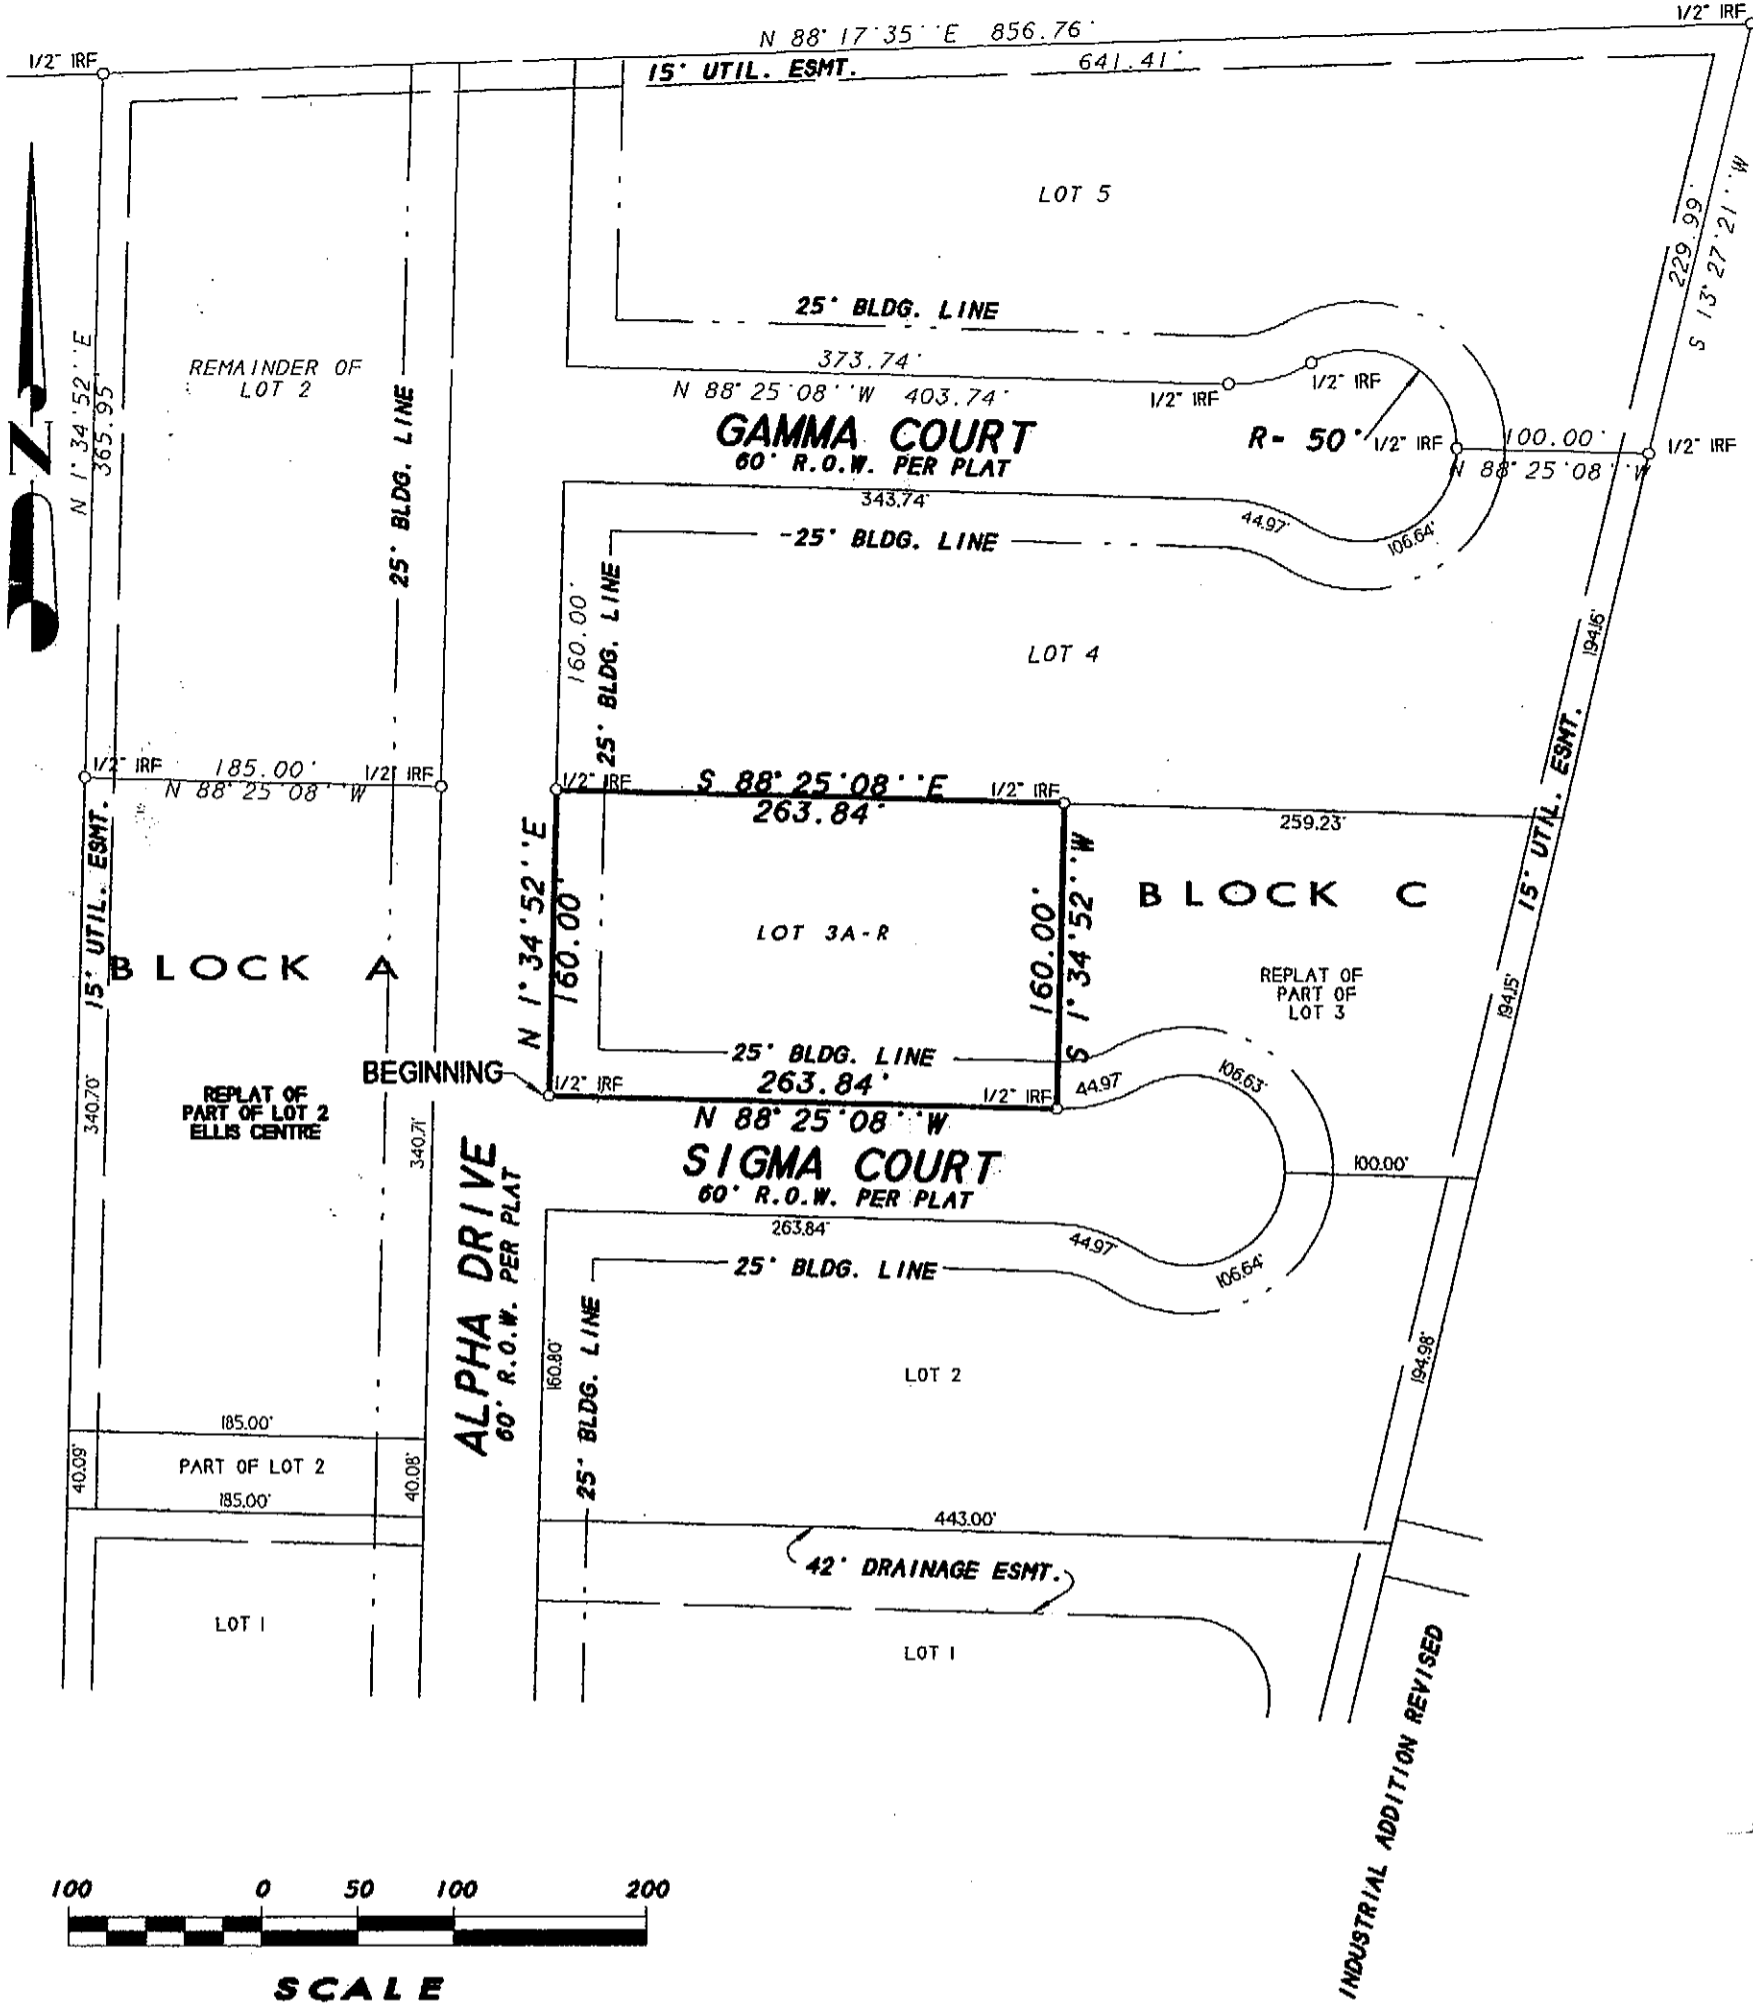 1/2" IRF
N 88° 17'35''E 856.76'
1/2" IRF
15' UTIL. ESMT.
641.41'
LOT 5
229.99'
S 13°27'21''W
25' BLDG. LINE
N 1°34'52''E
365.95'
REMAINDER OF
LOT 2
25' BLDG. LINE
373.74'
N 88°25'08''W 403.74'
1/2" IRF
1/2" IRF
GAMMA COURT
60' R.O.W. PER PLAT
R- 50'
1/2" IRF
100.00'
N 88°25'08''W
1/2" IRF
343.74'
44.97'
106.64'
-25' BLDG. LINE
160.00'
25' BLDG. LINE
LOT 4
194.16'
1/2" IRF
185.00'
N 88°25'08''W
1/2" IRF
1/2" IRF
S 88°25'08''E
263.84'
1/2" IRF
259.23'
15' UTIL. ESMT.
15' UTIL. ESMT.
N 1°34'52''E
160.00'
LOT 3A-R
160.00'
S 1°34'52''W
BLOCK C
BLOCK A
REPLAT OF
PART OF
LOT 3
194.15'
25' BLDG. LINE
BEGINNING
1/2" IRF
263.84'
N 88°25'08''W
1/2" IRF
44.97'
106.63'
340.70'
REPLAT OF
PART OF LOT 2
ELLIS CENTRE
340.71'
ALPHA DRIVE
60' R.O.W. PER PLAT
SIGMA COURT
60' R.O.W. PER PLAT
100.00'
263.84'
44.97'
106.64'
25' BLDG. LINE
160.80'
25' BLDG. LINE
LOT 2
194.98'
185.00'
40.09'
PART OF LOT 2
40.08'
185.00'
443.00'
42' DRAINAGE ESMT.
LOT 1
LOT 1
INDUSTRIAL ADDITION REVISED
100 0 50 100 200
SCALE